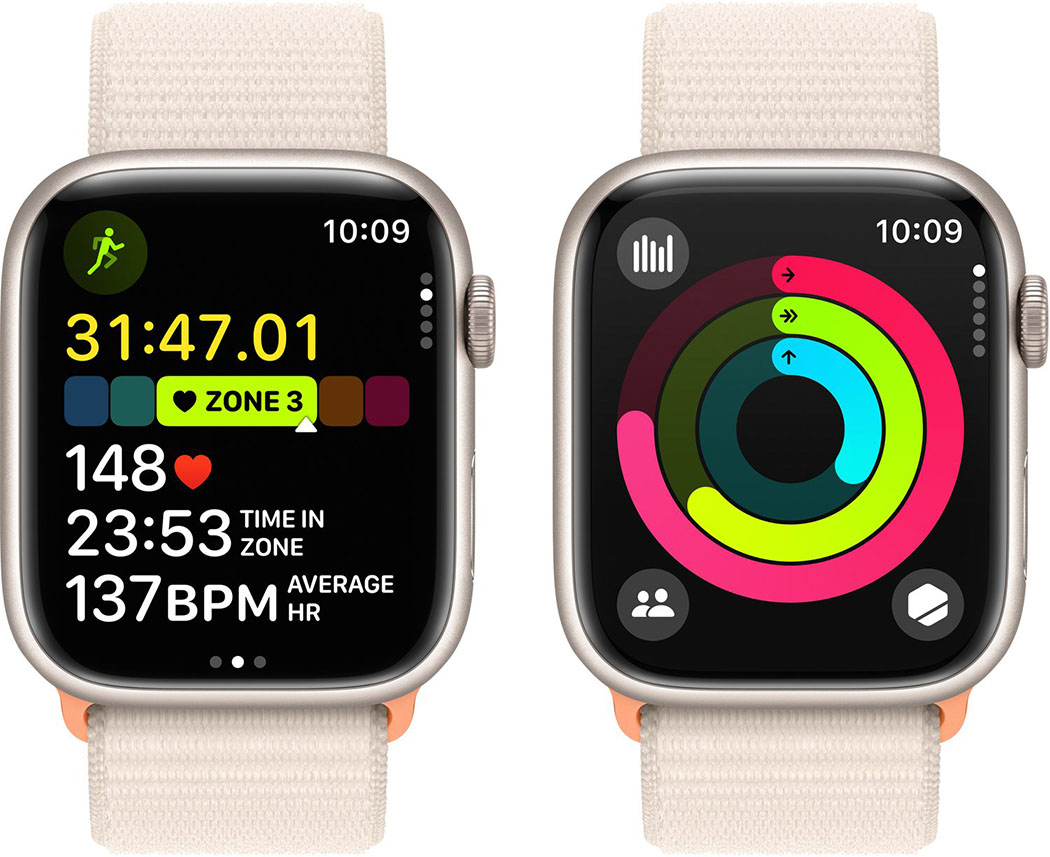 10:09
31:47.01
ZONE 3
148
23:53 TIME IN
ZONE
137BPM AVERAGE
HR
10:09